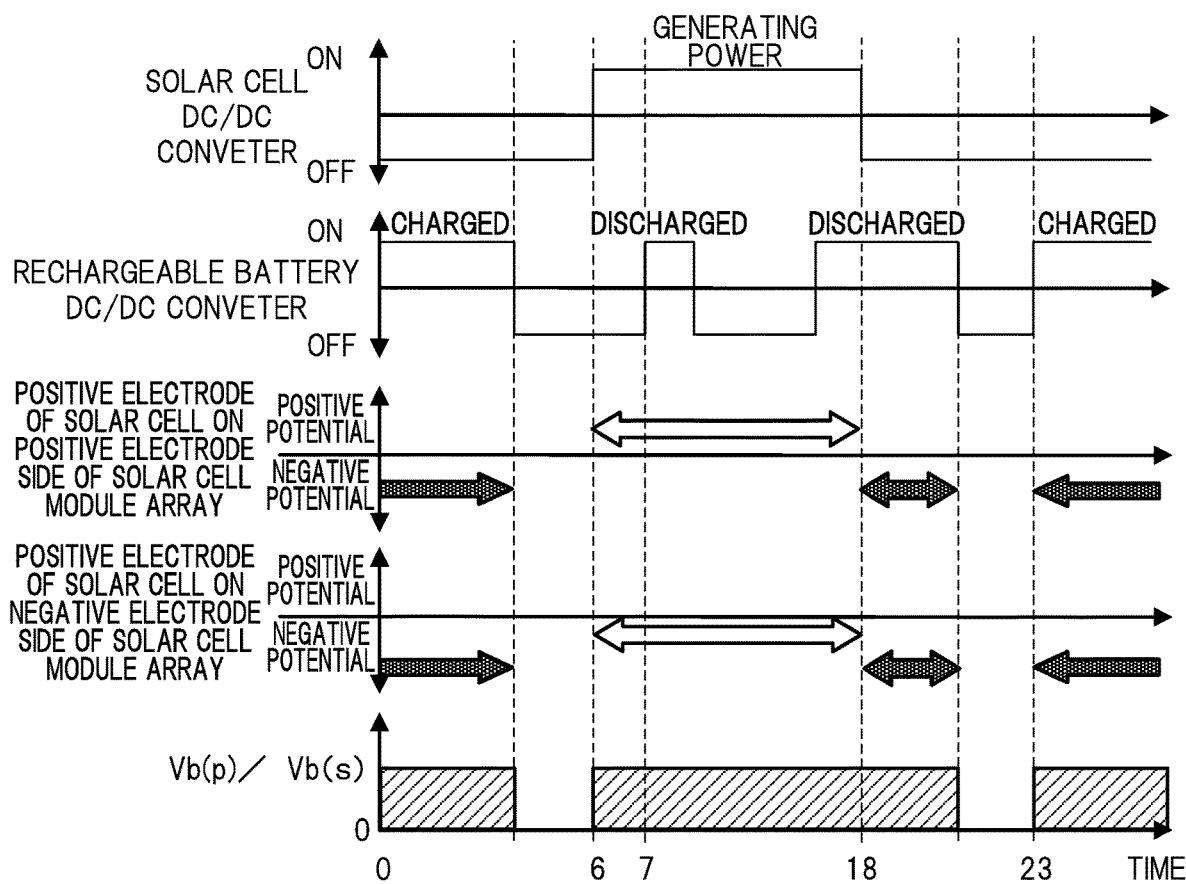 GENERATING
POWER
ON
SOLAR CELL
DC/DC
CONVETER
OFF
ON
CHARGED
DISCHARGED
DISCHARGED
CHARGED
RECHARGEABLE BATTERY
DC/DC CONVETER
OFF
POSITIVE ELECTRODE
OF SOLAR CELL ON
POSITIVE ELECTRODE
SIDE OF SOLAR CELL
MODULE ARRAY
POSITIVE
POTENTIAL
NEGATIVE
POTENTIAL
POSITIVE ELECTRODE
OF SOLAR CELL ON
NEGATIVE ELECTRODE
SIDE OF SOLAR CELL
MODULE ARRAY
POSITIVE
POTENTIAL
NEGATIVE
POTENTIAL
Vb(p)/ Vb(s)
0
0 6 7 18 23 TIME